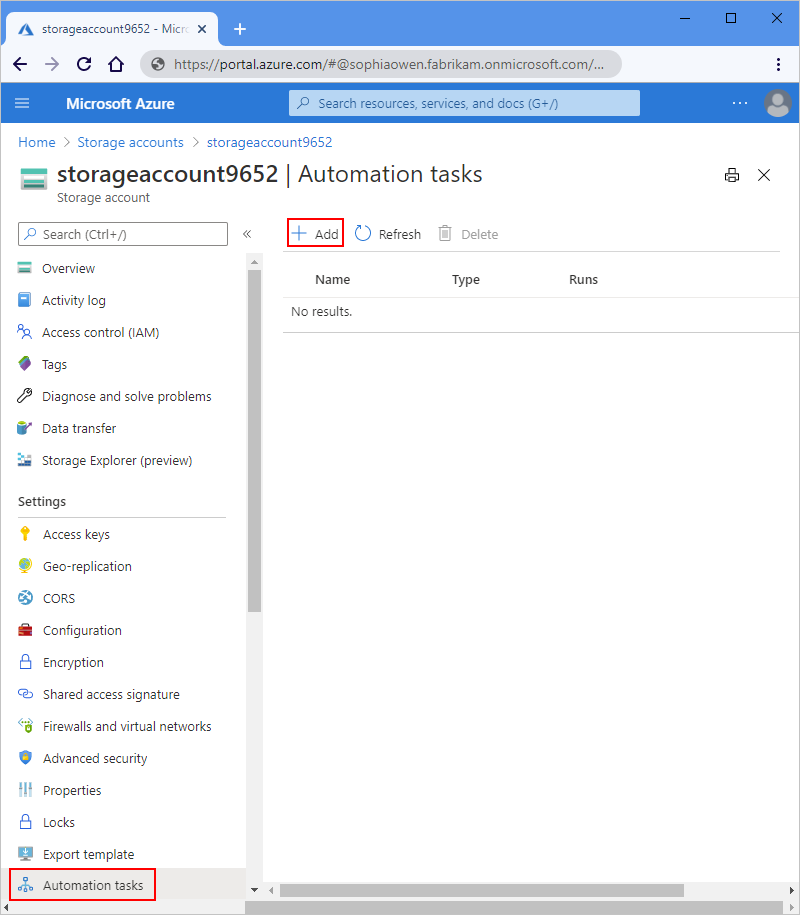 storageaccount9652 - Micr
https://portal.azure.com/#@sophiaowen.fabrikam.onmicrosoft.com/...
Microsoft Azure
Search resources, services, and docs (G+/)
Home > Storage accounts > storageaccount9652
storageaccount9652 | Automation tasks
Storage account
Search (Ctrl+/)
Add Refresh Delete
Name Type Runs
No results.
Overview
Activity log
Access control (IAM)
Tags
Diagnose and solve problems
Data transfer
Storage Explorer (preview)
Settings
Access keys
Geo-replication
CORS
Configuration
Encryption
Shared access signature
Firewalls and virtual networks
Advanced security
Properties
Locks
Export template
Automation tasks